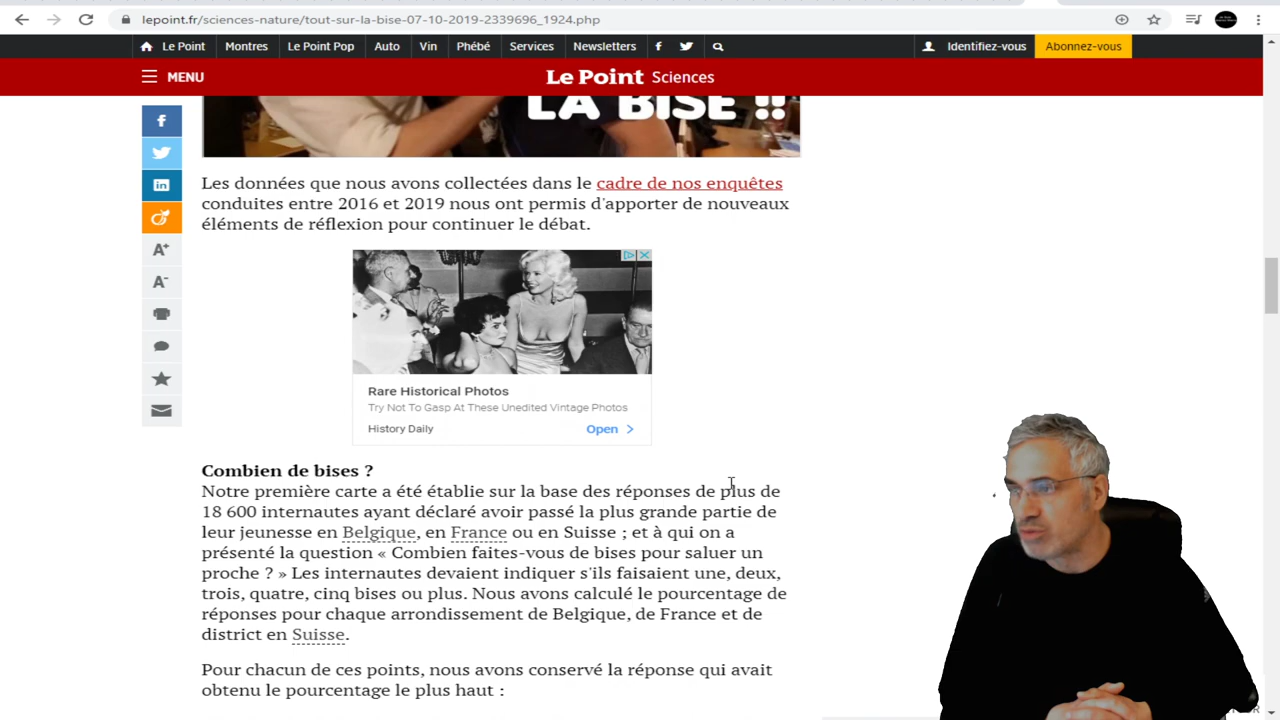 lepoint.fr/sciences-nature/tout-sur-la-bise-07-10-2019-2339696_1924.php
Le Point Montres Le Point Pop Auto Vin Phébé Services Newsletters f Identifiez-vous Abonnez-vous
MENU Le Point Sciences
LA BISE !!
f
in
A+
A-
Les données que nous avons collectées dans le cadre de nos enquêtes
conduites entre 2016 et 2019 nous ont permis d'apporter de nouveaux
éléments de réflexion pour continuer le débat.
Rare Historical Photos
Try Not To Gasp At These Unedited Vintage Photos
History Daily Open
Combien de bises ?
Notre première carte a été établie sur la base des réponses de plus de
18 600 internautes ayant déclaré avoir passé la plus grande partie de
leur jeunesse en Belgique, en France ou en Suisse ; et à qui on a
présenté la question « Combien faites-vous de bises pour saluer un
proche ? » Les internautes devaient indiquer s'ils faisaient une, deux,
trois, quatre, cinq bises ou plus. Nous avons calculé le pourcentage de
réponses pour chaque arrondissement de Belgique, de France et de
district en Suisse.
Pour chacun de ces points, nous avons conservé la réponse qui avait
obtenu le pourcentage le plus haut :